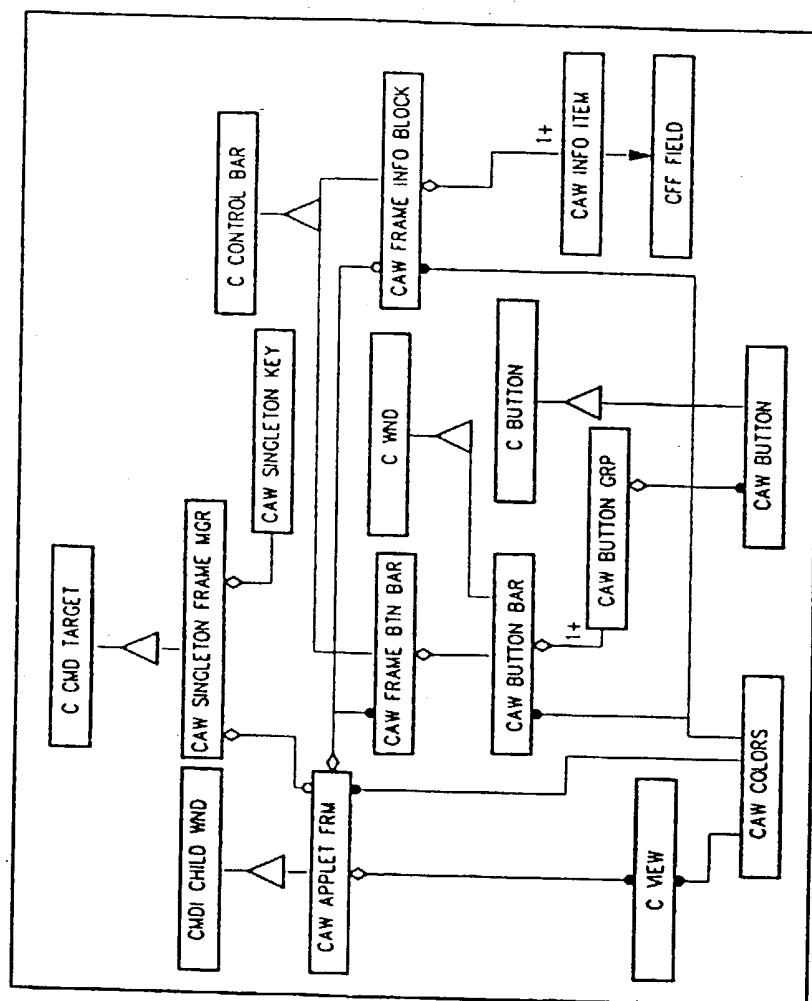 C CMD TARGET
CMDI CHILD WND
CAW SINGLETON FRAME MGR
CAW SINGLETON KEY
C CONTROL BAR
CAW APPLET FRM
CAW FRAME BTN BAR
C WND
CAW FRAME INFO BLOCK
CAW BUTTON BAR
1+
CAW BUTTON GRP
C BUTTON
1+
CAW INFO ITEM
CFF FIELD
C VIEW
CAW COLORS
CAW BUTTON